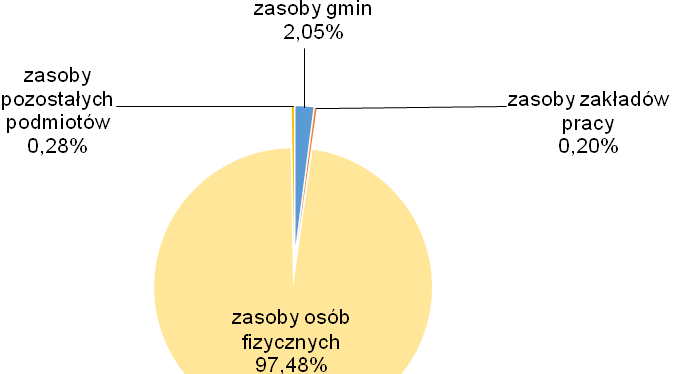 zasoby gmin
2,05%
zasoby
pozostałych
podmiotów
0,28%
zasoby zakładów
pracy
0,20%
zasoby osób
fizycznych
97,48%